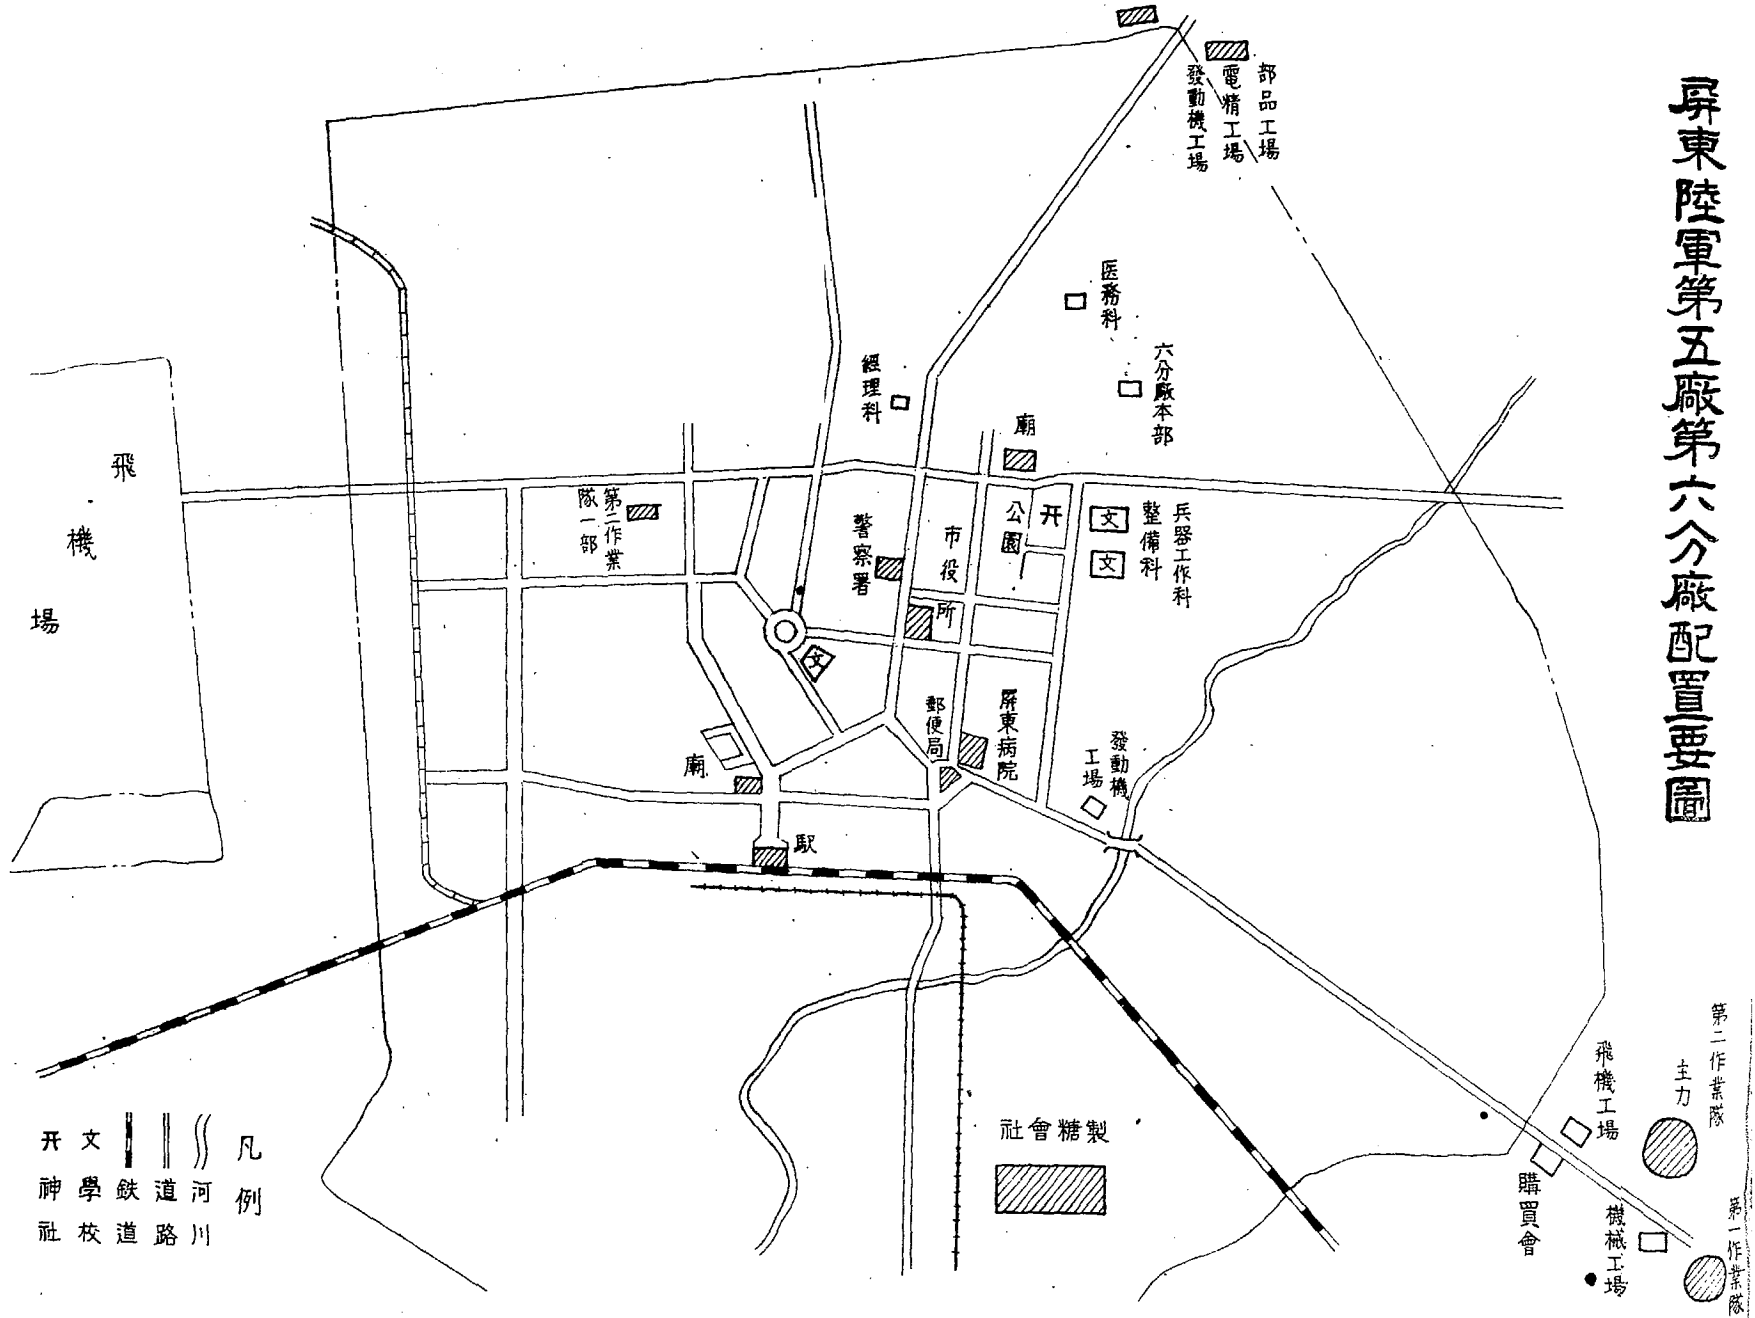 屏東陸軍第五廠第六分廠配置要圖
部品工場
電精工場
發動機工場
医務科
六分廠本部
經理科
廟
公園
开
文
文
整備科
兵器工作科
市役所
警察署
第二作業
隊一部
飛機場
文
郵便局
屏東病院
發動機
工場
廟
駅
社會糖製
第二作業隊
主力
飛機工場
購買會
機械工場
第一作業隊
凡例
河川
道路
鉄道
文 學校
开 神社